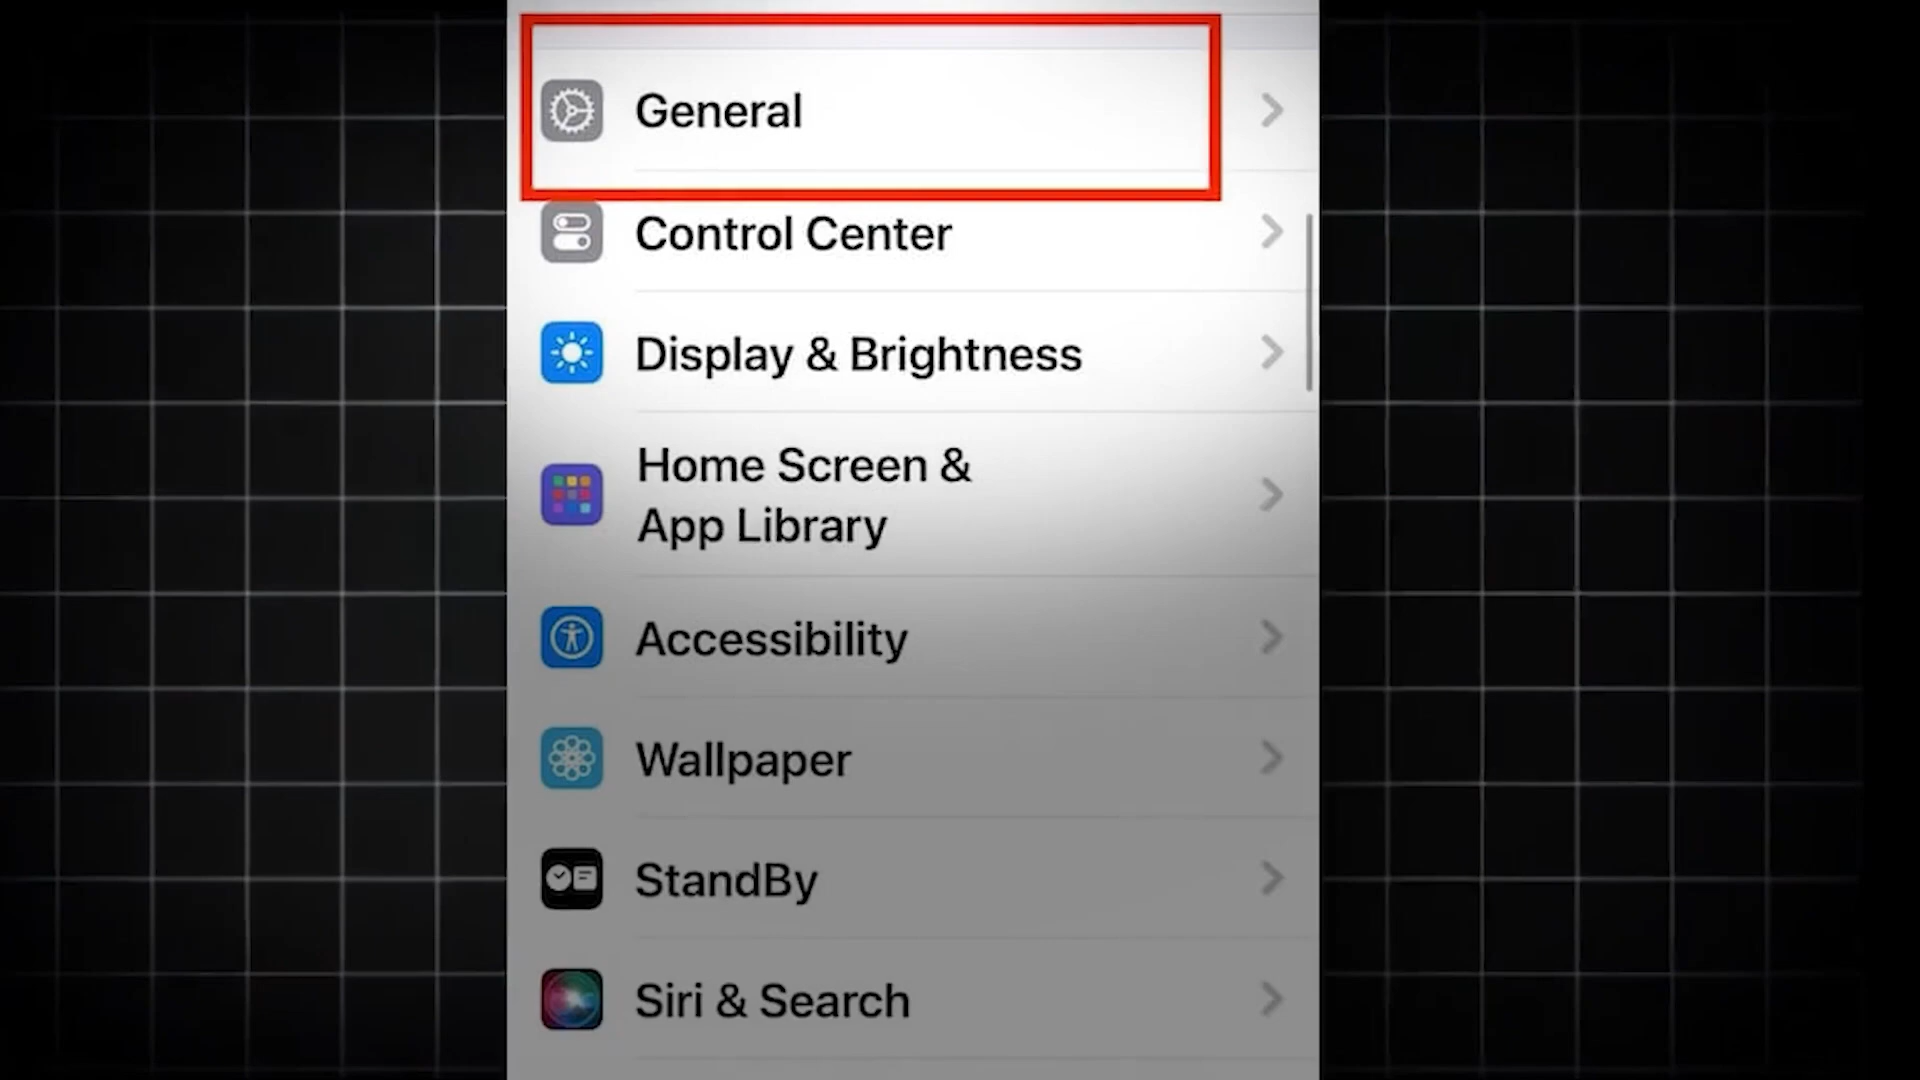 General
Control Center
Display & Brightness
Home Screen &
App Library
Accessibility
Wallpaper
StandBy
Siri & Search